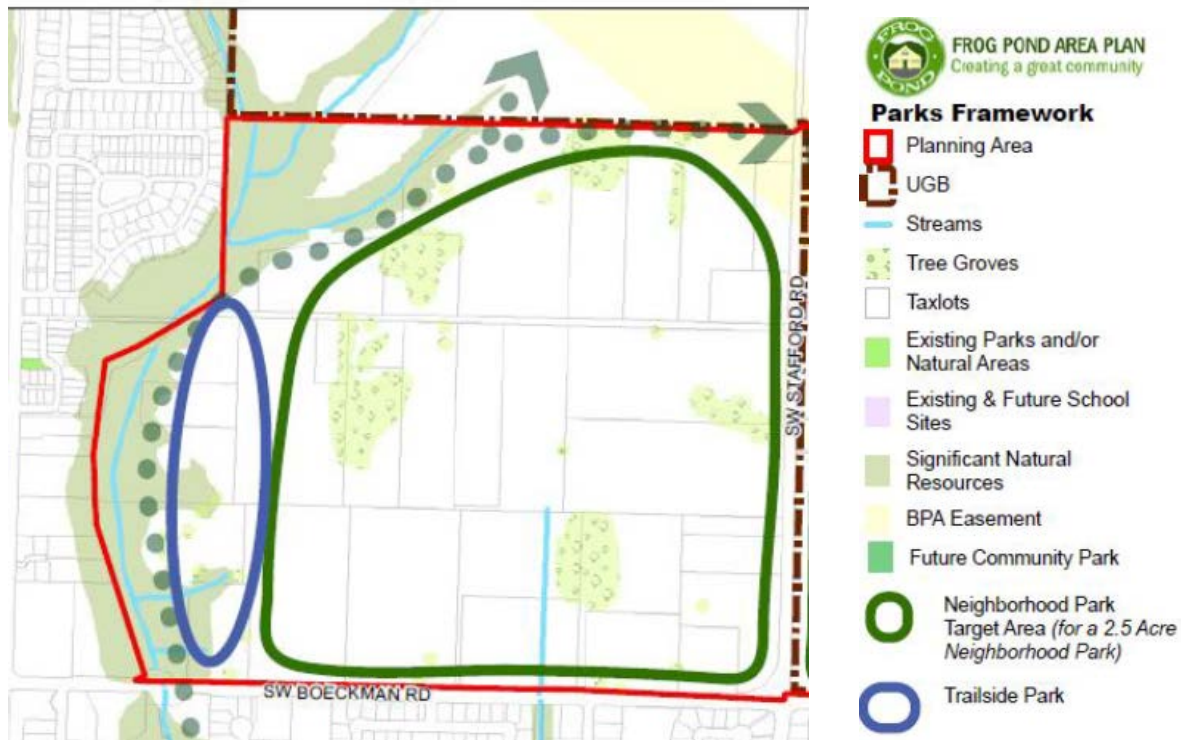 SW STAFFORD RD
SW BOECKMAN RD
FROG
POND
FROG POND AREA PLAN
Creating a great community
Parks Framework
Planning Area
UGB
Streams
Tree Groves
Taxlots
Existing Parks and/or
Natural Areas
Existing & Future School
Sites
Significant Natural
Resources
BPA Easement
Future Community Park
Neighborhood Park
Target Area (for a 2.5 Acre
Neighborhood Park)
Trailside Park